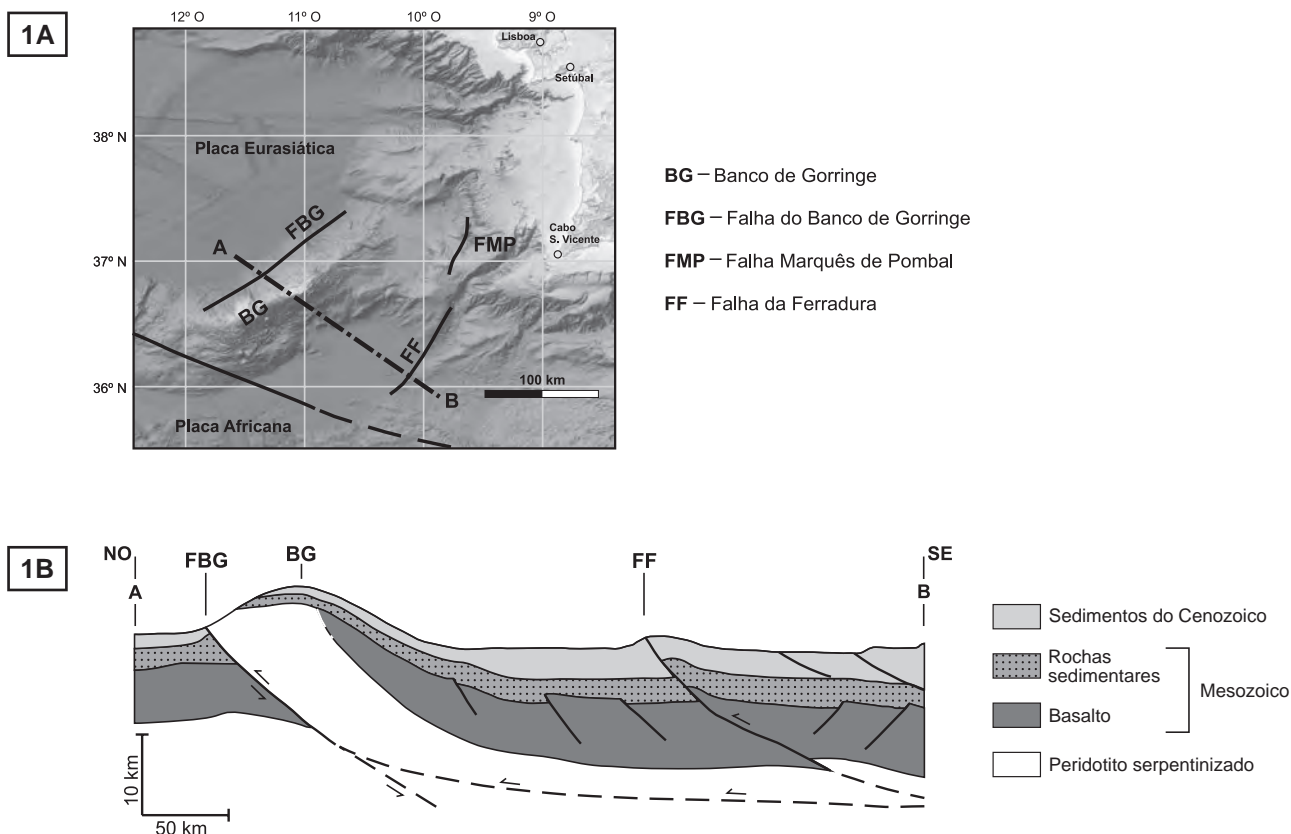 1A
12º O
11º O
10º O
9º O
38º N
37º N
36º N
Lisboa
Setúbal
Placa Eurasiática
FBG
A
BG
FMP
Cabo
S. Vicente
FF
B
100 km
Placa Africana
BG – Banco de Gorringe
FBG – Falha do Banco de Gorringe
FMP – Falha Marquês de Pombal
FF – Falha da Ferradura
1B
NO
A
FBG
BG
FF
SE
B
10 km
50 km
Sedimentos do Cenozoico
Rochas
sedimentares
Basalto
Mesozoico
Peridotito serpentinizado